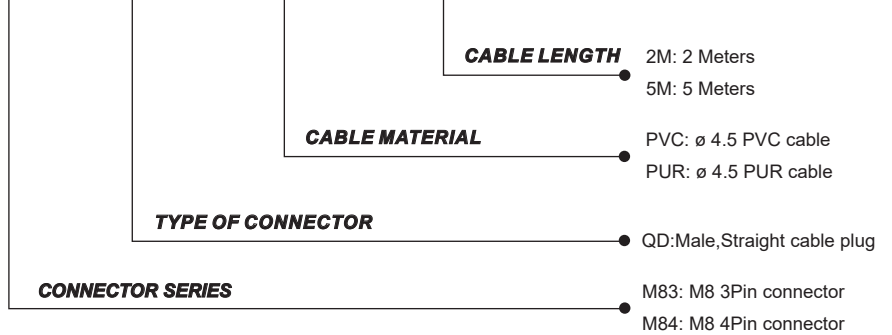 CABLE LENGTH 2M: 2 Meters
5M: 5 Meters
CABLE MATERIAL PVC: ø 4.5 PVC cable
PUR: ø 4.5 PUR cable
TYPE OF CONNECTOR QD:Male,Straight cable plug
CONNECTOR SERIES M83: M8 3Pin connector
M84: M8 4Pin connector